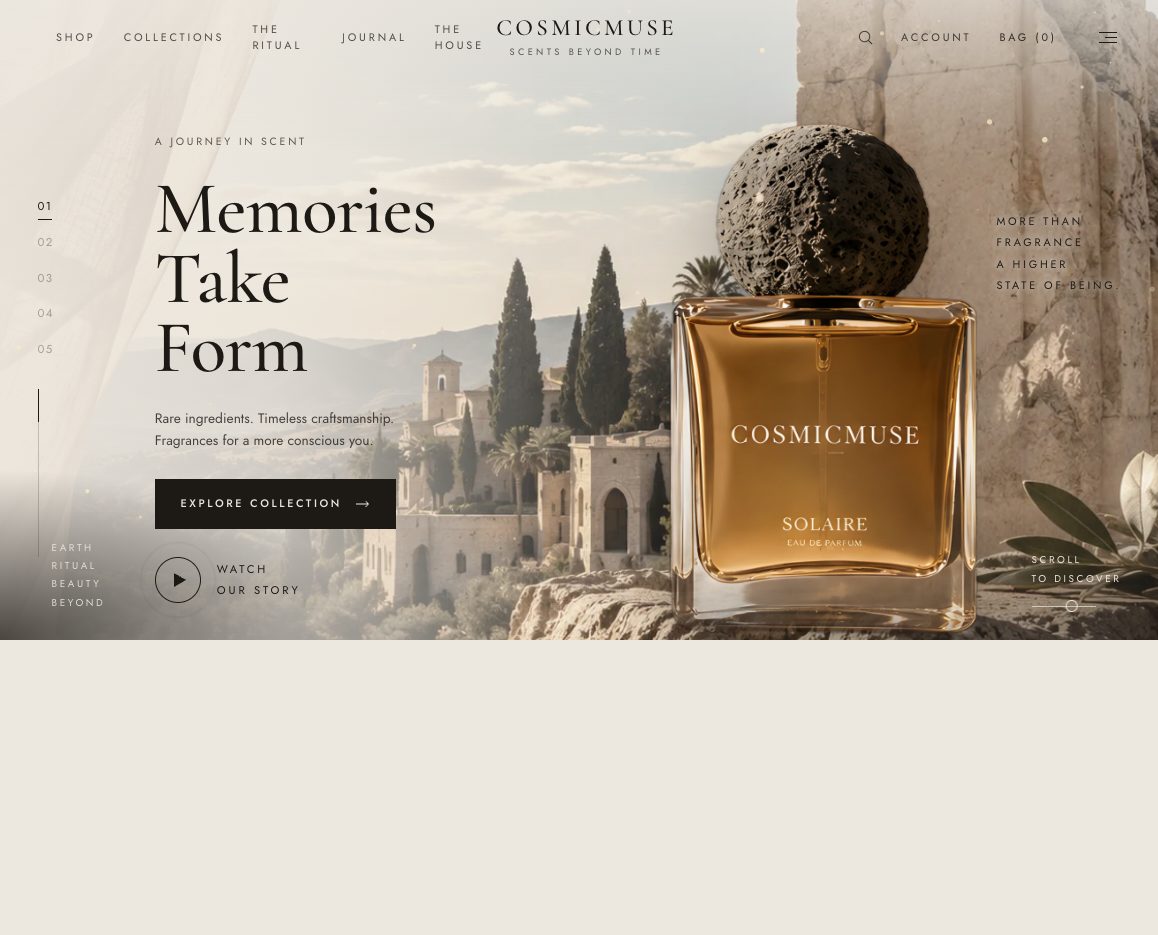 SHOP
COLLECTIONS
THE
RITUAL
JOURNAL
THE
HOUSE
COSMICMUSE
SCENTS BEYOND TIME
ACCOUNT
BAG (0)
A JOURNEY IN SCENT
Memories
Take
Form
01
02
03
04
05
MORE THAN
FRAGRANCE
A HIGHER
STATE OF BEING.
Rare ingredients. Timeless craftsmanship.
Fragrances for a more conscious you.
EXPLORE COLLECTION →
WATCH
OUR STORY
EARTH
RITUAL
BEAUTY
BEYOND
COSMICMUSE
SOLAIRE
EAU DE PARFUM
SCROLL
TO DISCOVER